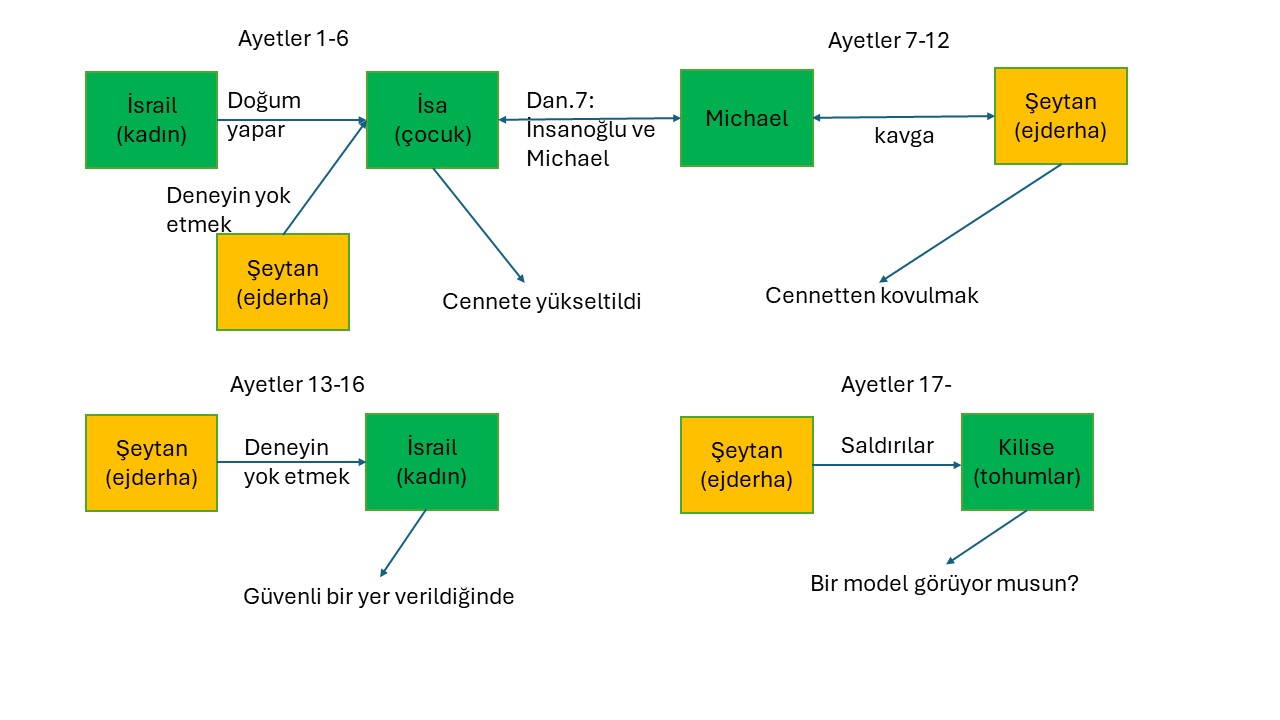 Ayetler 1-6
İsrail
(kadın)
Doğum
yapar
İsa
(çocuk)
Dan.7:
İnsanoğlu ve
Michael
Deneyin yok
etmek
Şeytan
(ejderha)
Cennete yükseltildi
Ayetler 7-12
Michael
kavga
Şeytan
(ejderha)
Cennetten kovulmak
Ayetler 13-16
Şeytan
(ejderha)
Deneyin
yok etmek
İsrail
(kadın)
Güvenli bir yer verildiğinde
Ayetler 17-
Şeytan
(ejderha)
Saldırılar
Kilise
(tohumlar)
Bir model görüyor musun?